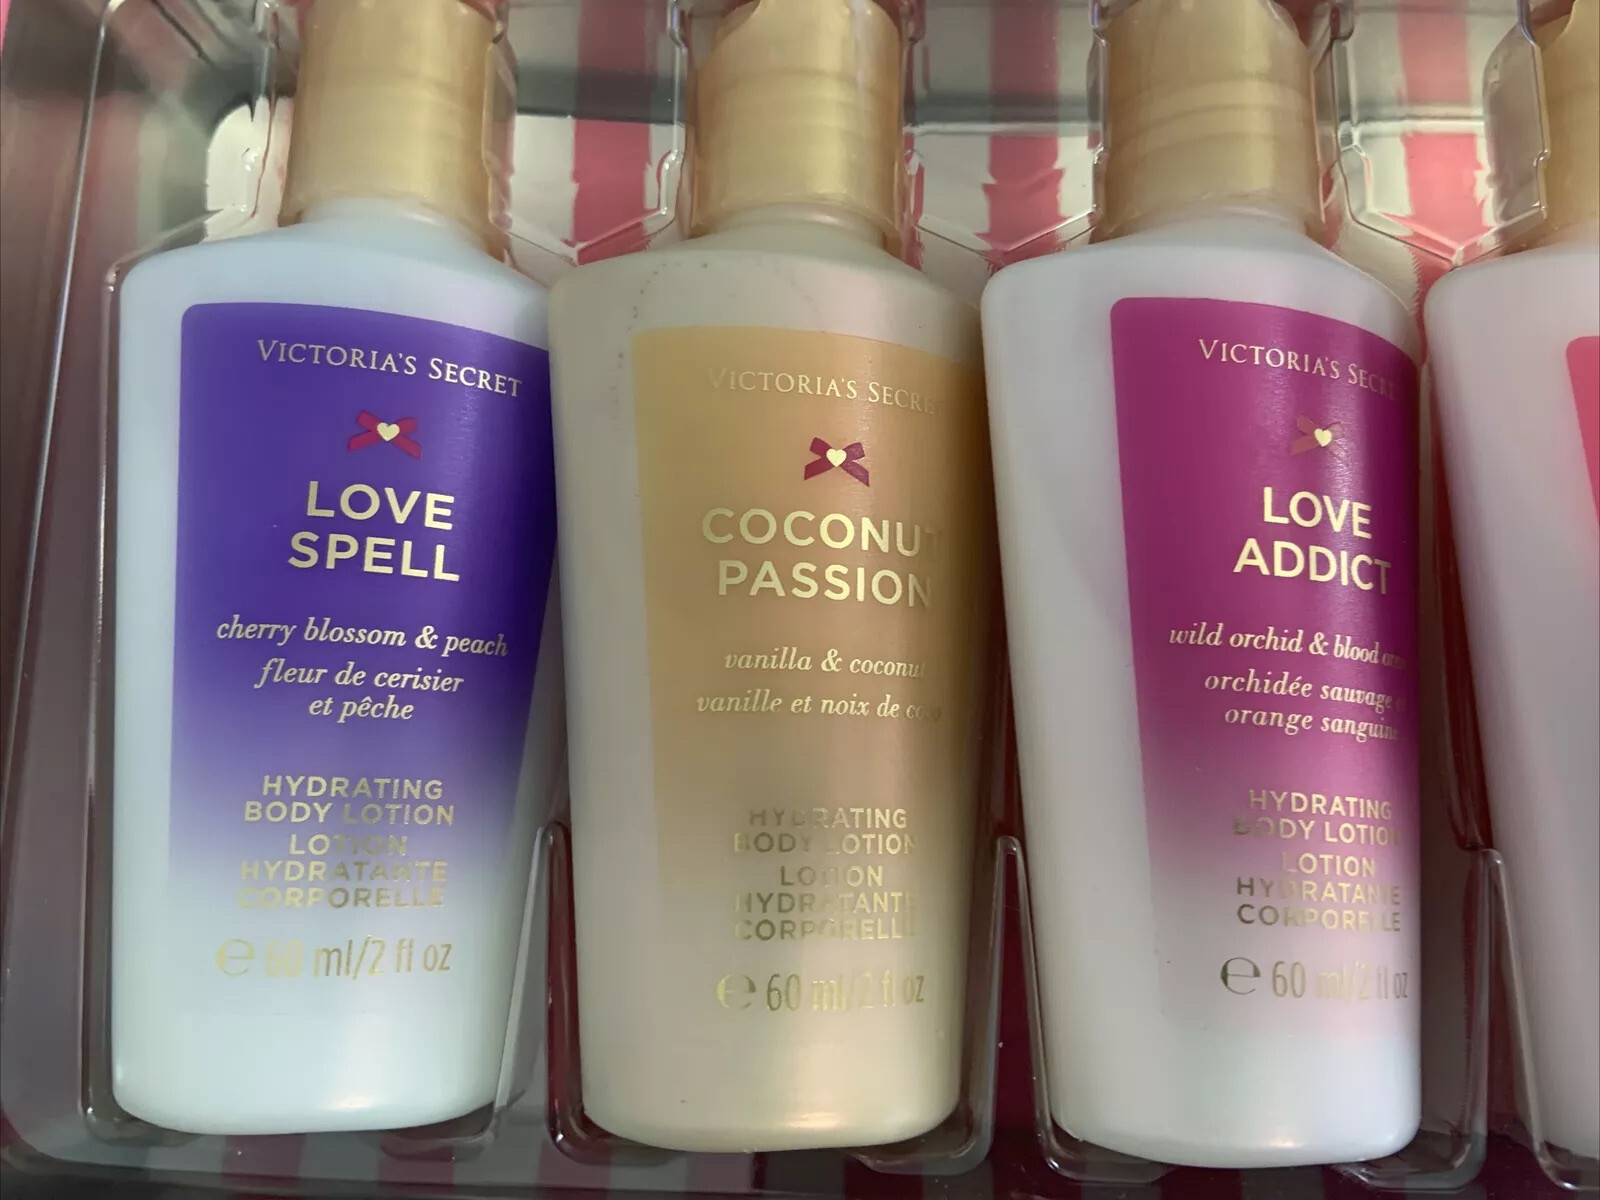 VICTORIA'S SECRET
LOVE
SPELL
cherry blossom & peach
fleur de cerisier
et pêche
HYDRATING
BODY LOTION
LOTION
HYDRATANTE
CORPORELLE
℮ 60 ml/2 fl oz
VICTORIA'S SECRET
COCONUT
PASSION
vanilla & coconut
vanille et noix de coco
HYDRATING
BODY LOTION
LOTION
HYDRATANTE
CORPORELLE
℮ 60 ml/2 fl oz
VICTORIA'S SECRET
LOVE
ADDICT
wild orchid & blood
orchidée sauvage
orange sanguine
HYDRATING
BODY LOTION
LOTION
HYDRATANTE
CORPORELLE
℮ 60 ml/2 fl oz